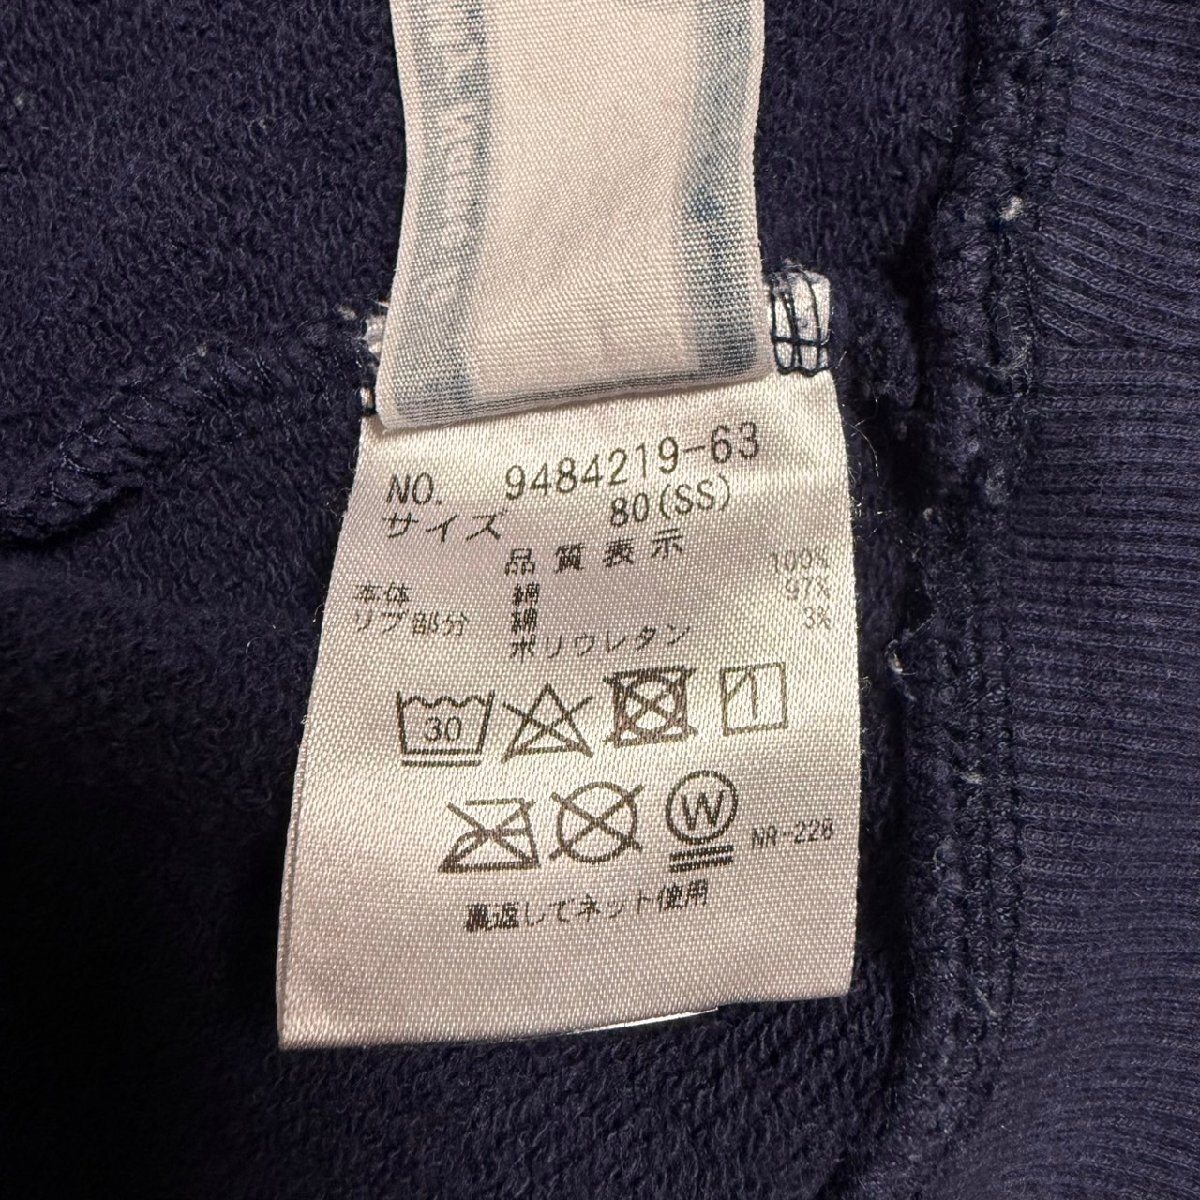 NO. 9484219-63
サイズ 80(SS)
品質表示
本体 綿 100%
リブ部分 綿 97%
ポリウレタン 3%
30
1
W NR-226
裏返してネット使用